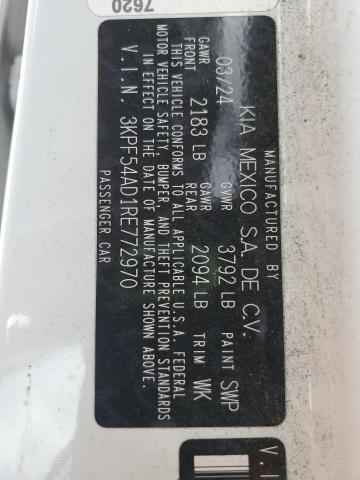 7620
MANUFACTURED BY
KIA MEXICO S.A. DE C.V.
03/24 GVWR 3792 LB PAINT SWP
GAWR FRONT 2183 LB GAWR REAR 2094 LB TRIM WK
THIS VEHICLE CONFORMS TO ALL APPLICABLE U.S.A. FEDERAL
MOTOR VEHICLE SAFETY, BUMPER, AND THEFT PREVENTION STANDARDS
IN EFFECT ON THE DATE OF MANUFACTURE SHOWN ABOVE.
V.I.N. 3KPF54AD1RE772970
PASSENGER CAR
V.I.